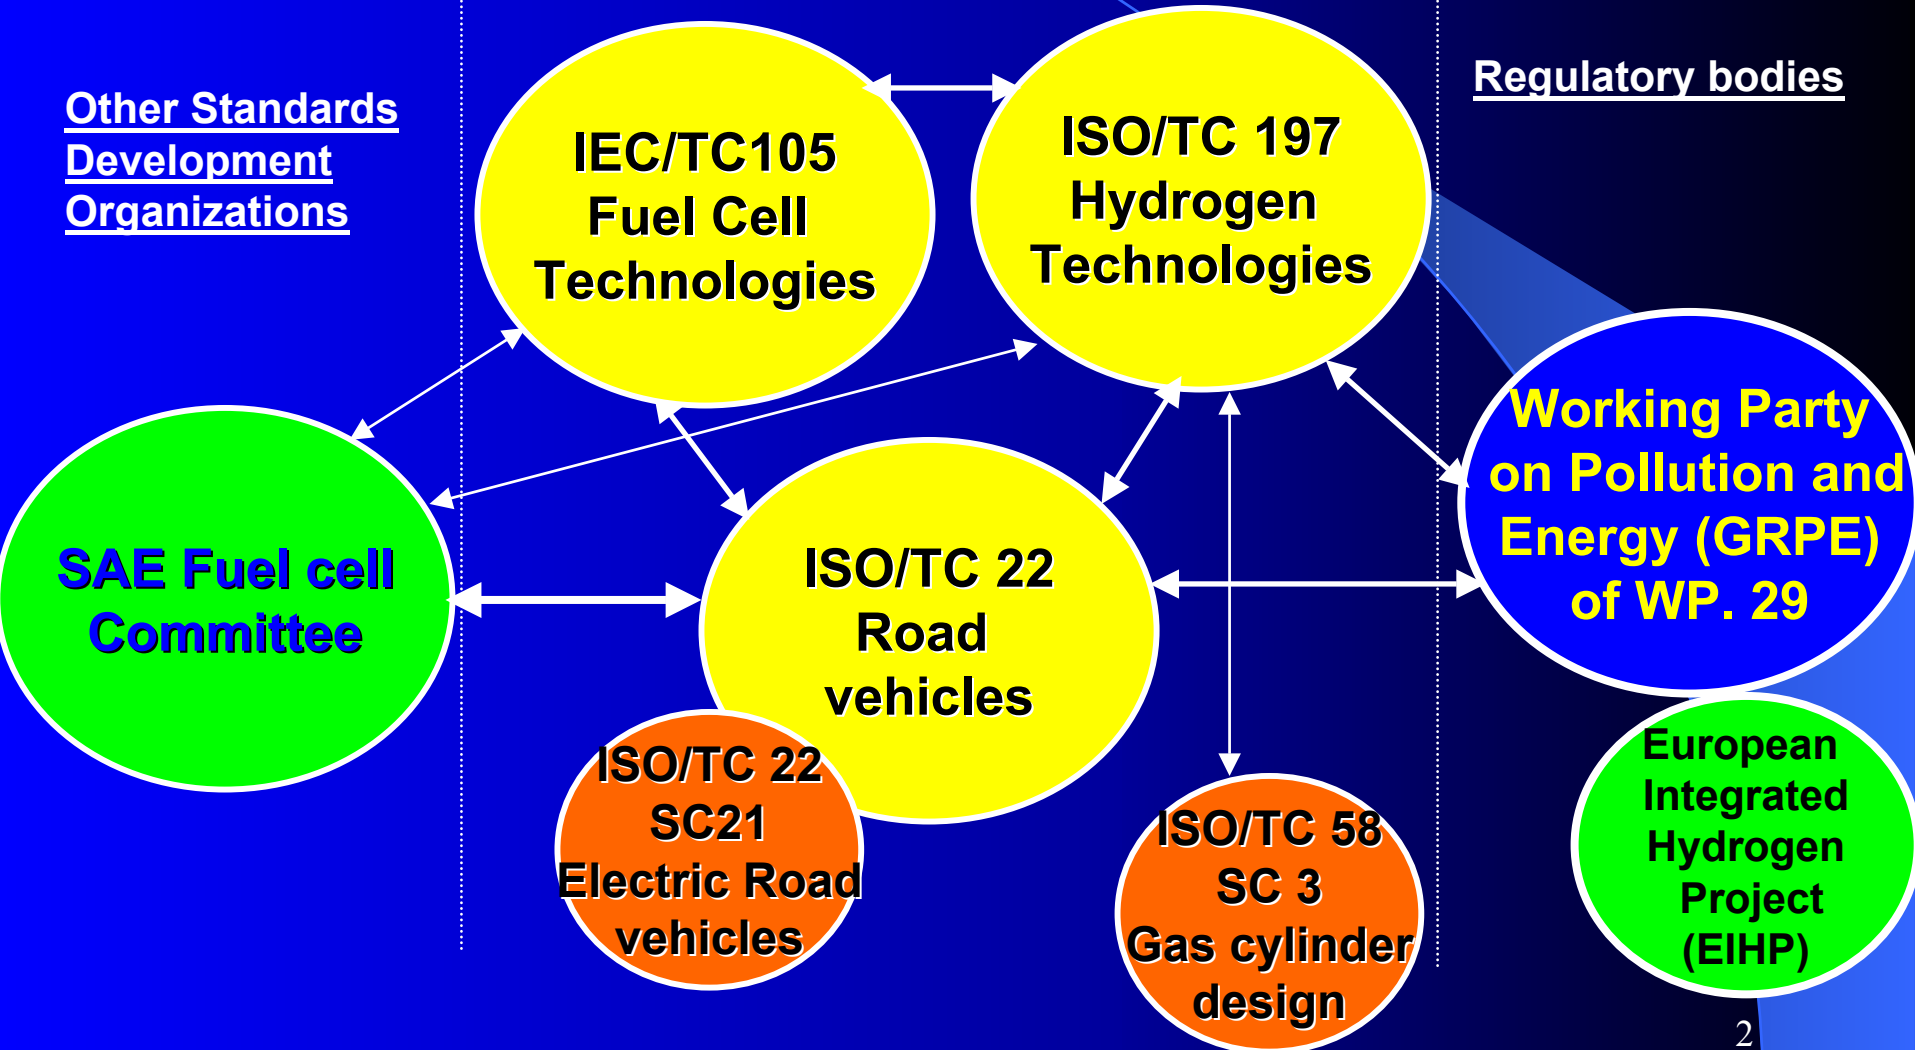 Other Standards
Development
Organizations
IEC/TC105
Fuel Cell
Technologies
ISO/TC 197
Hydrogen
Technologies
Regulatory bodies
SAE Fuel cell
Committee
ISO/TC 22
Road
vehicles
Working Party
on Pollution and
Energy (GRPE)
of WP. 29
ISO/TC 22
SC21
Electric Road
vehicles
ISO/TC 58
SC 3
Gas cylinder
design
European
Integrated
Hydrogen
Project
(EIHP)
2